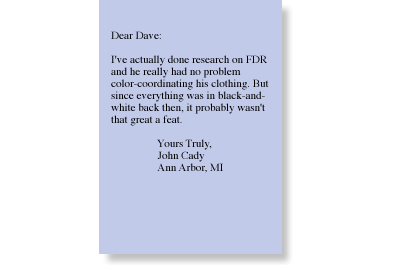 Dear Dave:
I've actually done research on FDR
and he really had no problem
color-coordinating his clothing. But
since everything was in black-and-
white back then, it probably wasn't
that great a feat.
Yours Truly,
John Cady
Ann Arbor, MI